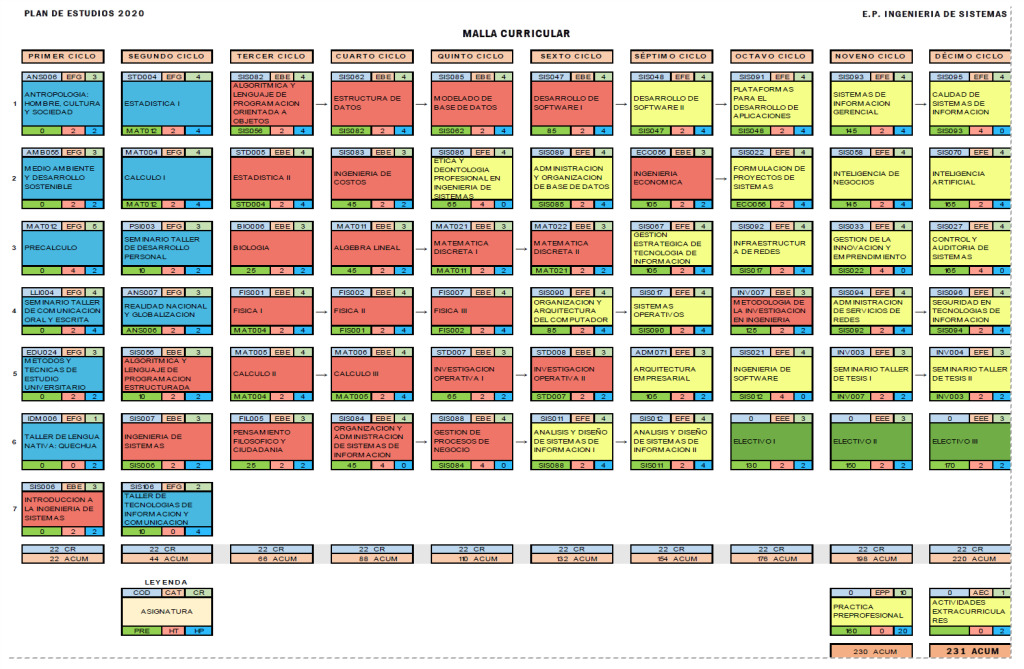 PLAN DE ESTUDIOS 2020
E.P. INGENIERIA DE SISTEMAS
MALLA CURRICULAR
PRIMER CICLO SEGUNDO CICLO TERCER CICLO CUARTO CICLO QUINTO CICLO SEXTO CICLO SÉPTIMO CICLO OCTAVO CICLO NOVENO CICLO DÉCIMO CICLO
1
ANS006 EFG 3
ANTROPOLOGIA:
HOMBRE, CULTURA
Y SOCIEDAD
0 2 2
STD004 EFG 4
ESTADISTICA I
MAT012 2 4
SIS082 EBE 4
ALGORITMICA Y
LENGUAJE DE
PROGRAMACION
ORIENTADA A
OBJETOS
SIS056 2 4
SIS062 EBE 4
ESTRUCTURA DE
DATOS
SIS082 2 4
SIS085 EBE 4
MODELADO DE
BASE DE DATOS
SIS062 2 4
SIS047 EBE 4
DESARROLLO DE
SOFTWARE I
85 2 4
SIS048 EFE 4
DESARROLLO DE
SOFTWARE II
SIS047 2 4
SIS091 EFE 4
PLATAFORMAS
PARA EL
DESARROLLO DE
APLICACIONES
SIS048 2 4
SIS093 EFE 4
SISTEMAS DE
INFORMACION
GERENCIAL
145 2 4
SIS095 EFE 4
CALIDAD DE
SISTEMAS DE
INFORMACION
SIS093 4 0
2
AMB055 EFG 3
MEDIO AMBIENTE
Y DESARROLLO
SOSTENIBLE
0 2 2
MAT004 EFG 4
CALCULO I
MAT012 2 4
STD005 EBE 4
ESTADISTICA II
STD004 2 4
SIS083 EBE 3
INGENIERIA DE
COSTOS
45 2 2
SIS086 EFE 4
ETICA Y
DEONTOLOGIA
PROFESIONAL EN
INGENIERIA DE
SISTEMAS
65 4 0
SIS089 EFE 4
ADMINISTRACION
Y ORGANIZACION
DE BASE DE DATOS
SIS085 2 4
ECO056 EBE 3
INGENIERIA
ECONOMICA
105 2 2
SIS022 EFE 4
FORMULACION DE
PROYECTOS DE
SISTEMAS
ECO056 2 4
SIS058 EFE 4
INTELIGENCIA DE
NEGOCIOS
145 2 4
SIS070 EFE 4
INTELIGENCIA
ARTIFICIAL
165 2 4
3
MAT012 EFG 5
PRECALCULO
0 4 2
PSI003 EFG 3
SEMINARIO TALLER
DE DESARROLLO
PERSONAL
10 2 2
BIO006 EBE 3
BIOLOGIA
25 2 2
MAT011 EBE 3
ALGEBRA LINEAL
45 2 2
MAT021 EBE 3
MATEMATICA
DISCRETA I
MAT011 2 2
MAT022 EBE 3
MATEMATICA
DISCRETA II
MAT021 2 2
SIS067 EFE 4
GESTION
ESTRATEGICA DE
TECNOLOGIA DE
INFORMACION
105 2 4
SIS092 EFE 4
INFRAESTRUCTUR
A DE REDES
SIS017 2 4
SIS033 EFE 4
GESTION DE LA
INNOVACION Y
EMPRENDIMIENTO
SIS022 4 0
SIS027 EFE 4
CONTROL Y
AUDITORIA DE
SISTEMAS
165 4 0
4
LLI004 EFG 4
SEMINARIO TALLER
DE COMUNICACION
ORAL Y ESCRITA
0 2 4
ANS007 EFG 3
REALIDAD NACIONAL
Y GLOBALIZACION
ANS006 2 2
FIS001 EBE 4
FISICA I
MAT004 2 4
FIS002 EBE 4
FISICA II
FIS001 2 4
FIS007 EBE 4
FISICA III
FIS002 2 4
SIS090 EFE 4
ORGANIZACION Y
ARQUITECTURA
DEL COMPUTADOR
85 2 4
SIS017 EFE 4
SISTEMAS
OPERATIVOS
SIS090 2 4
INV007 EBE 3
METODOLOGIA DE
LA INVESTIGACION
EN INGENIERIA
125 2 2
SIS094 EFE 4
ADMINISTRACION
DE SERVICIOS DE
REDES
SIS092 2 4
SIS096 EFE 4
SEGURIDAD EN
TECNOLOGIAS DE
INFORMACION
SIS094 2 4
5
EDU024 EFG 3
METODOS Y
TECNICAS DE
ESTUDIO
UNIVERSITARIO
0 2 2
SIS056 EBE 3
ALGORITMICA Y
LENGUAJE DE
PROGRAMACION
ESTRUCTURADA
10 2 2
MAT005 EBE 4
CALCULO II
MAT004 2 4
MAT006 EBE 4
CALCULO III
MAT005 2 4
STD007 EBE 3
INVESTIGACION
OPERATIVA I
65 2 2
STD008 EBE 3
INVESTIGACION
OPERATIVA II
STD007 2 2
ADM071 EFE 3
ARQUITECTURA
EMPRESARIAL
105 2 2
SIS021 EFE 4
INGENIERIA DE
SOFTWARE
SIS012 4 0
INV003 EFE 3
SEMINARIO TALLER
DE TESIS I
INV007 2 2
INV004 EFE 3
SEMINARIO TALLER
DE TESIS II
INV003 2 2
6
IDM006 EFG 1
TALLER DE LENGUA
NATIVA: QUECHUA
0 0 2
SIS007 EBE 3
INGENIERIA DE
SISTEMAS
SIS006 2 2
FIL005 EBE 3
PENSAMIENTO
FILOSOFICO Y
CIUDADANIA
25 2 2
SIS084 EBE 4
ORGANIZACION Y
ADMINISTRACION
DE SISTEMAS DE
INFORMACION
45 4 0
SIS088 EBE 4
GESTION DE
PROCESOS DE
NEGOCIO
SIS084 4 0
SIS011 EFE 4
ANALISIS Y DISEÑO
DE SISTEMAS DE
INFORMACION I
SIS088 2 4
SIS012 EFE 4
ANALISIS Y DISEÑO
DE SISTEMAS DE
INFORMACION II
SIS011 2 4
0 EEE 3
ELECTIVO I
130 2 2
0 EEE 3
ELECTIVO II
150 2 2
0 EEE 3
ELECTIVO III
170 2 2
7
SIS006 EBE 3
INTRODUCCION A
LA INGENIERIA DE
SISTEMAS
0 2 2
SIS106 EFG 2
TALLER DE
TECNOLOGIAS DE
INFORMACION Y
COMUNICACION
10 0 4
22 CR 22 CR 22 CR 22 CR 22 CR 22 CR 22 CR 22 CR 22 CR 22 CR
22 ACUM 44 ACUM 66 ACUM 88 ACUM 110 ACUM 132 ACUM 154 ACUM 176 ACUM 198 ACUM 220 ACUM
LEYENDA
COD CAT CR
ASIGNATURA
PRE HT HP
0 EPP 10
PRACTICA
PREPROFESIONAL
160 0 20
230 ACUM
0 AEC 1
ACTIVIDADES
EXTRACURRICULA
RES
0 2
231 ACUM